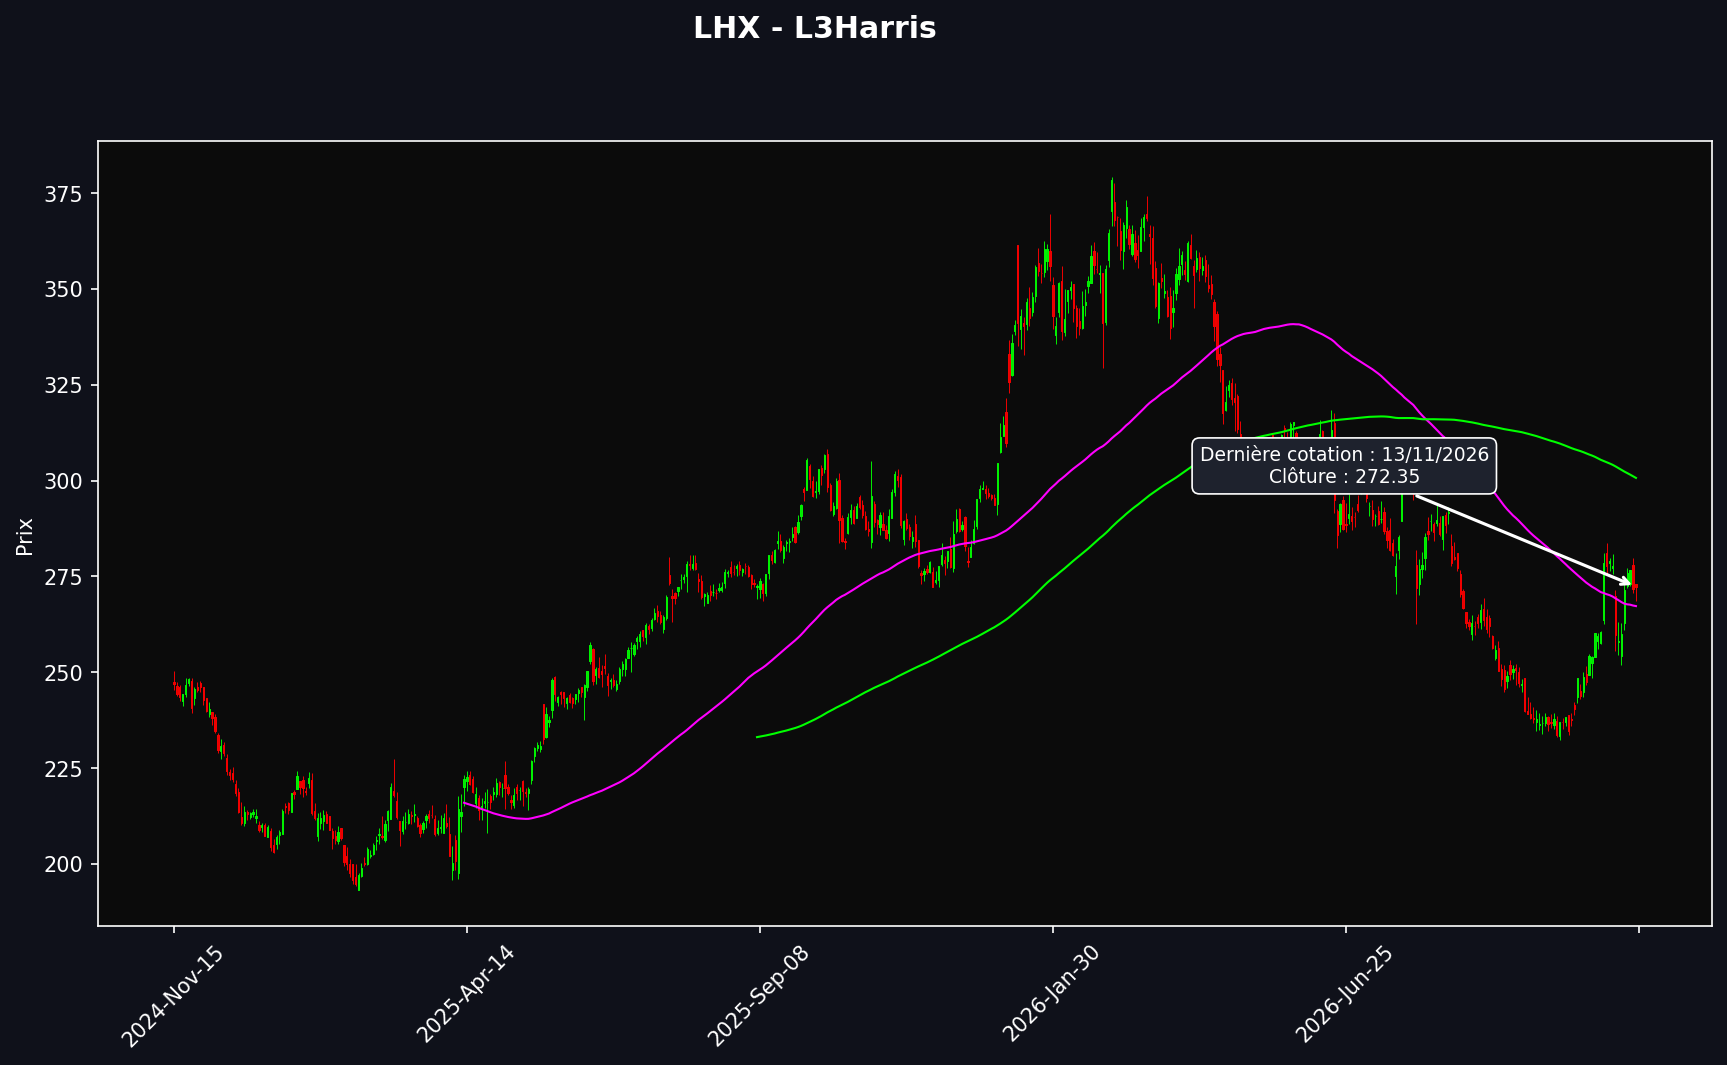 LHX - L3Harris
Prix
375
350
325
300
275
250
225
200
Dernière cotation : 13/11/2026
Clôture : 272.35
2024-Nov-15
2025-Apr-14
2025-Sep-08
2026-Jan-30
2026-Jun-25